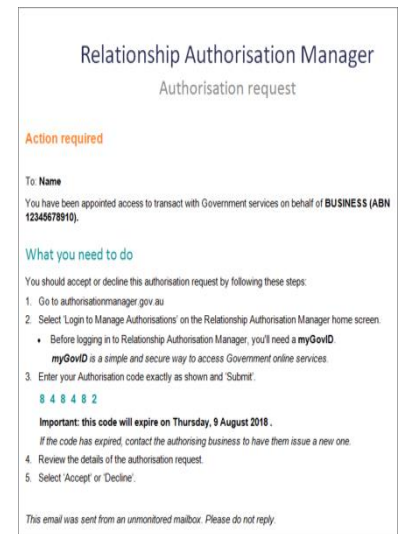 Relationship Authorisation Manager
Authorisation request
Action required
To: Name
You have been appointed access to transact with Government services on behalf of BUSINESS (ABN
12345678910).
What you need to do
You should accept or decline this authorisation request by following these steps:
1. Go to authorisationmanager.gov.au
2. Select 'Login to Manage Authorisations' on the Relationship Authorisation Manager home screen.
• Before logging in to Relationship Authorisation Manager, you'll need a myGovID.
myGovID is a simple and secure way to access Government online services.
3. Enter your Authorisation code exactly as shown and 'Submit'.
8 4 8 4 8 2
Important: this code will expire on Thursday, 9 August 2018 .
If the code has expired, contact the authorising business to have them issue a new one.
4. Review the details of the authorisation request.
5. Select 'Accept' or 'Decline'.
This email was sent from an unmonitored mailbox. Please do not reply.